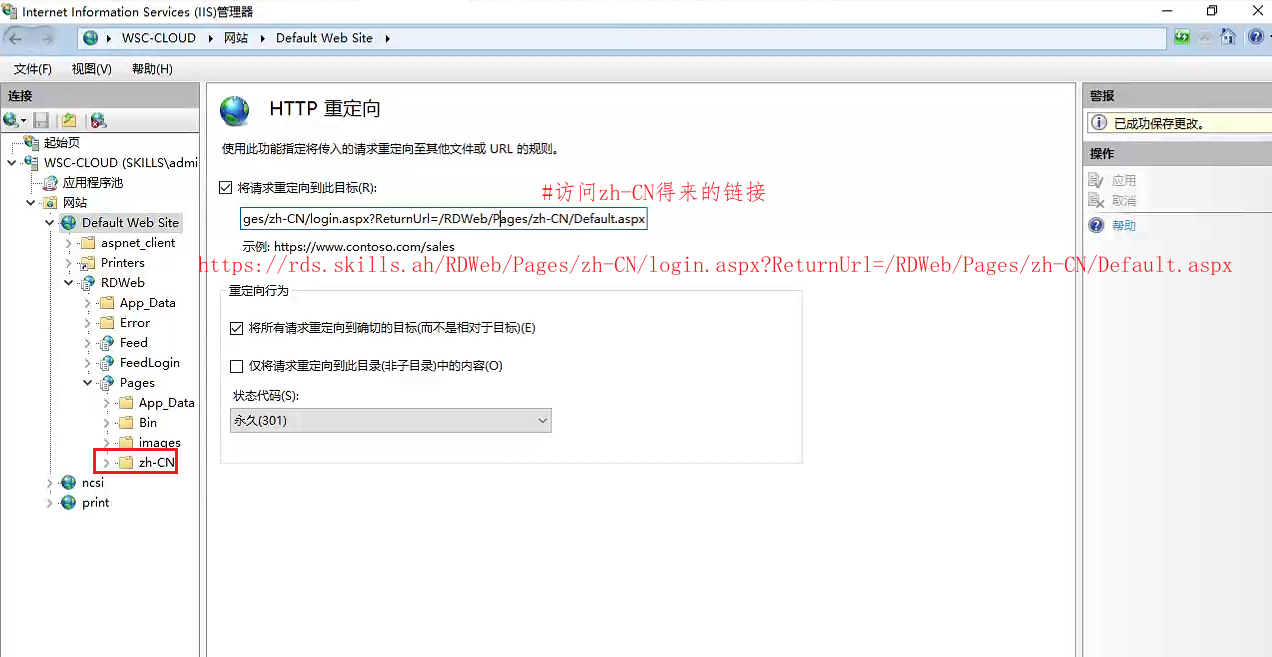 Internet Information Services (IIS)管理器
WSC-CLOUD 网站 Default Web Site
文件(F) 视图(V) 帮助(H)
连接
起始页
WSC-CLOUD (SKILLS\admi
应用程序池
网站
Default Web Site
aspnet_client
Printers
RDWeb
App_Data
Error
Feed
FeedLogin
Pages
App_Data
Bin
images
zh-CN
ncsi
print
HTTP 重定向
使用此功能指定将传入的请求重定向至其他文件或 URL 的规则。
将请求重定向到此目标(R):
#访问zh-CN得来的链接
ges/zh-CN/login.aspx?ReturnUrl=/RDWeb/Pages/zh-CN/Default.aspx
示例: https://www.contoso.com/sales
https://rds.skills.ah/RDWeb/Pages/zh-CN/login.aspx?ReturnUrl=/RDWeb/Pages/zh-CN/Default.aspx
重定向行为
将所有请求重定向到确切的目标(而不是相对于目标)(E)
仅将请求重定向到此目录(非子目录)中的内容(O)
状态代码(S):
永久(301)
警报
已成功保存更改。
操作
应用
取消
帮助